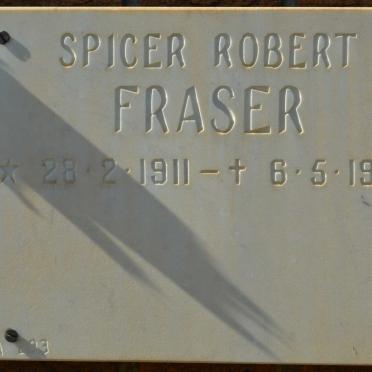 SPICER ROBERT
FRASER
★ 28·2·1911 – ✝ 6·5·19